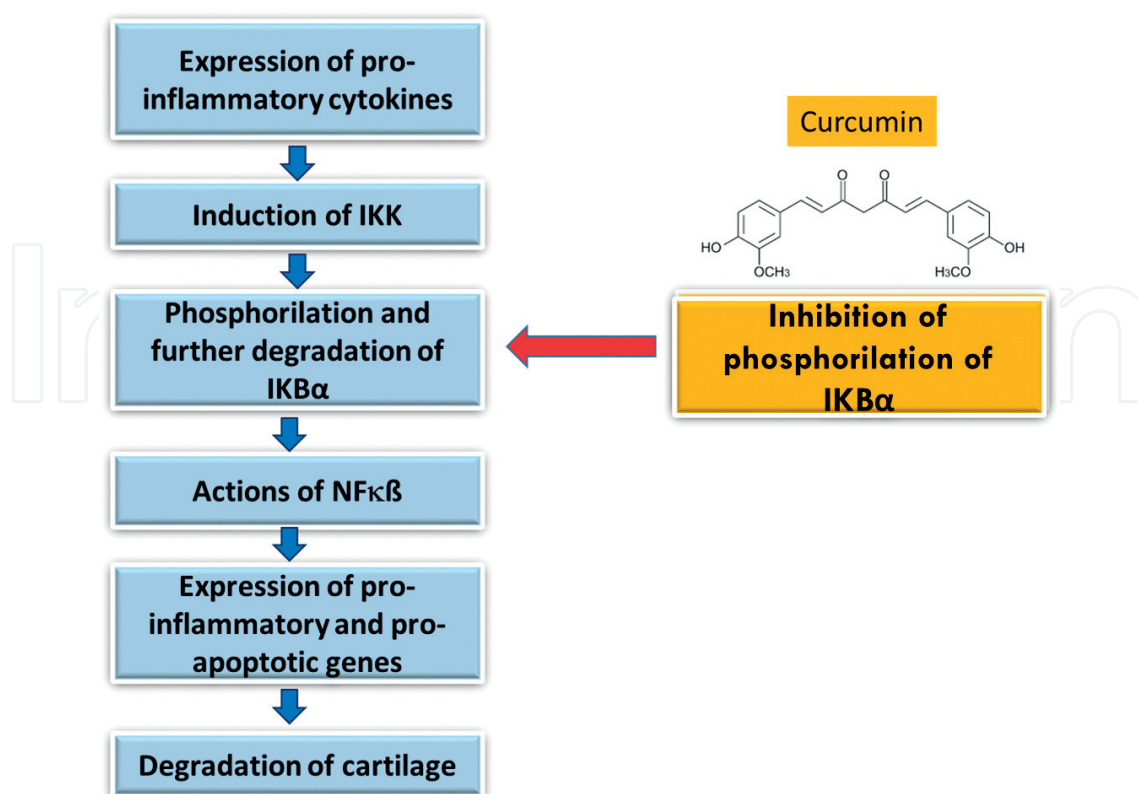 Expression of pro-
inflammatory cytokines
Induction of IKK
Phosphorilation and
further degradation of
IKBα
Actions of NFκß
Expression of pro-
inflammatory and pro-
apoptotic genes
Degradation of cartilage
Curcumin
O O
HO OH
OCH3 H3CO
Inhibition of
phosphorilation of
IKBα